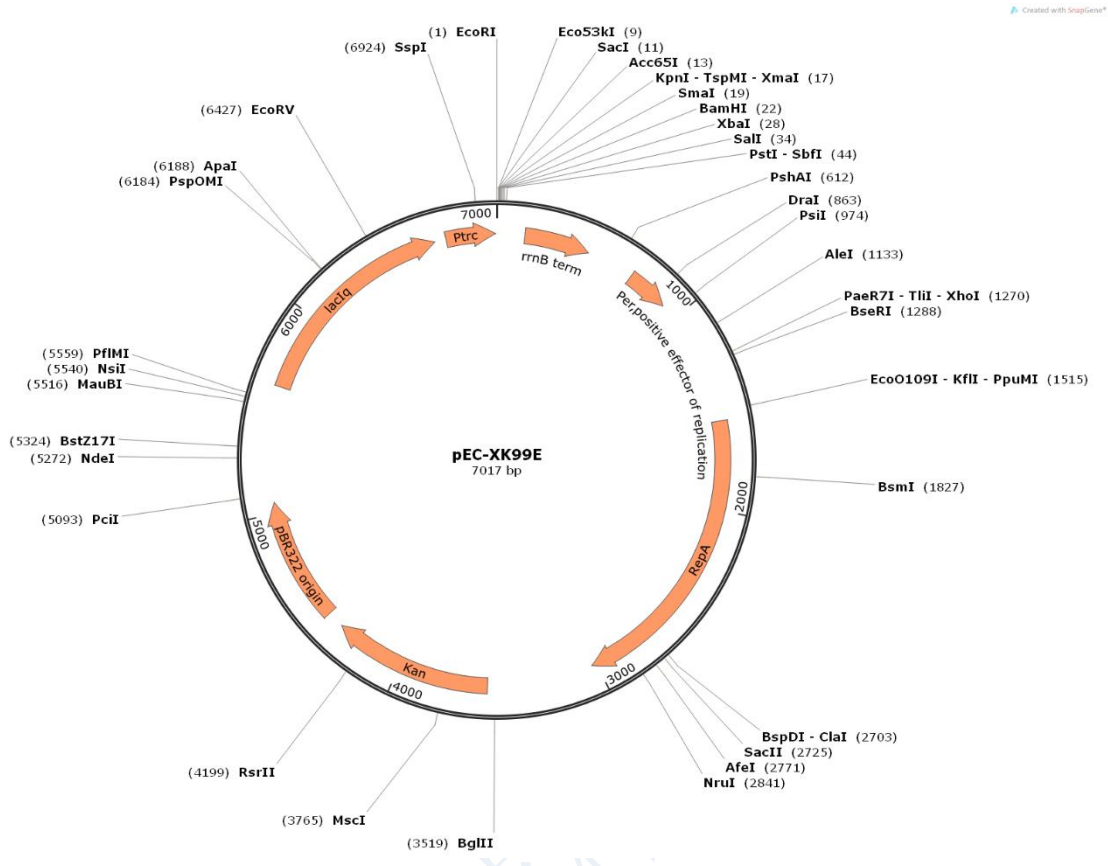 Created with SnapGene®
(1) EcoRI
(6924) SspI
(6427) EcoRV
(6188) ApaI
(6184) PspOMI
(5559) PflMI
(5540) NsiI
(5516) MauBI
(5324) BstZ17I
(5272) NdeI
(5093) PciI
(4199) RsrII
(3765) MscI
(3519) BglII
Eco53kI (9)
SacI (11)
Acc65I (13)
KpnI - TspMI - XmaI (17)
SmaI (19)
BamHI (22)
XbaI (28)
SalI (34)
PstI - SbfI (44)
PshAI (612)
DraI (863)
PsiI (974)
AleI (1133)
PaeR7I - TliI - XhoI (1270)
BseRI (1288)
EcoO109I - KflI - PpuMI (1515)
BsmI (1827)
BspDI - ClaI (2703)
SacII (2725)
AfeI (2771)
NruI (2841)
7000
1000
2000
3000
4000
5000
6000
Ptrc
rrnB term
Per,positive effector of replication
RepA
Kan
pBR322 origin
lacIq
pEC-XK99E
7017 bp